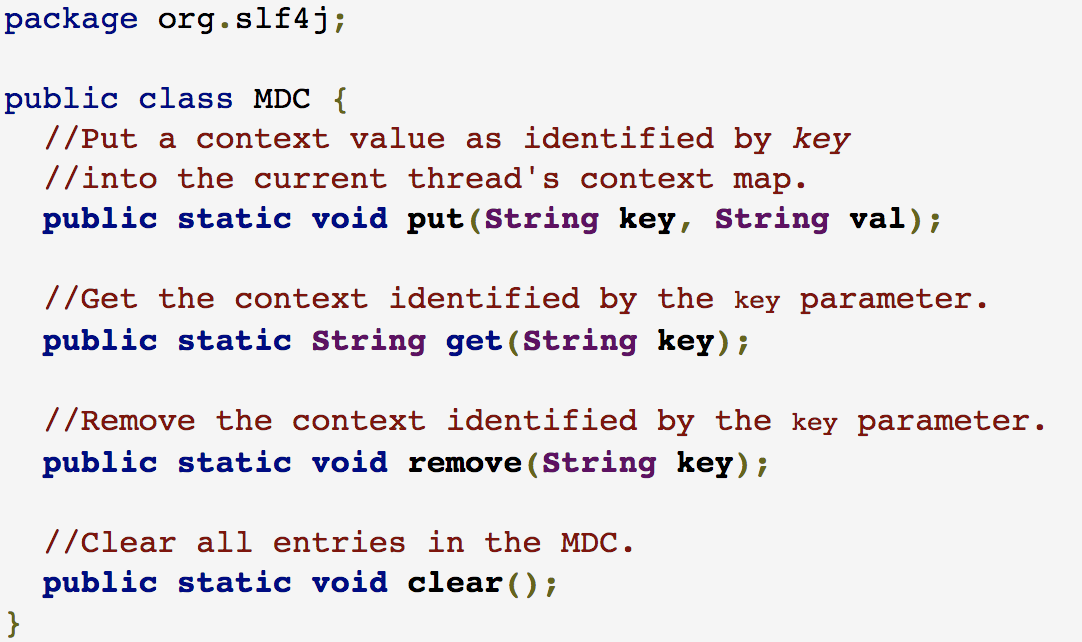 package org.slf4j;
public class MDC {
//Put a context value as identified by key
//into the current thread's context map.
public static void put(String key, String val);
//Get the context identified by the key parameter.
public static String get(String key);
//Remove the context identified by the key parameter.
public static void remove(String key);
//Clear all entries in the MDC.
public static void clear();
}